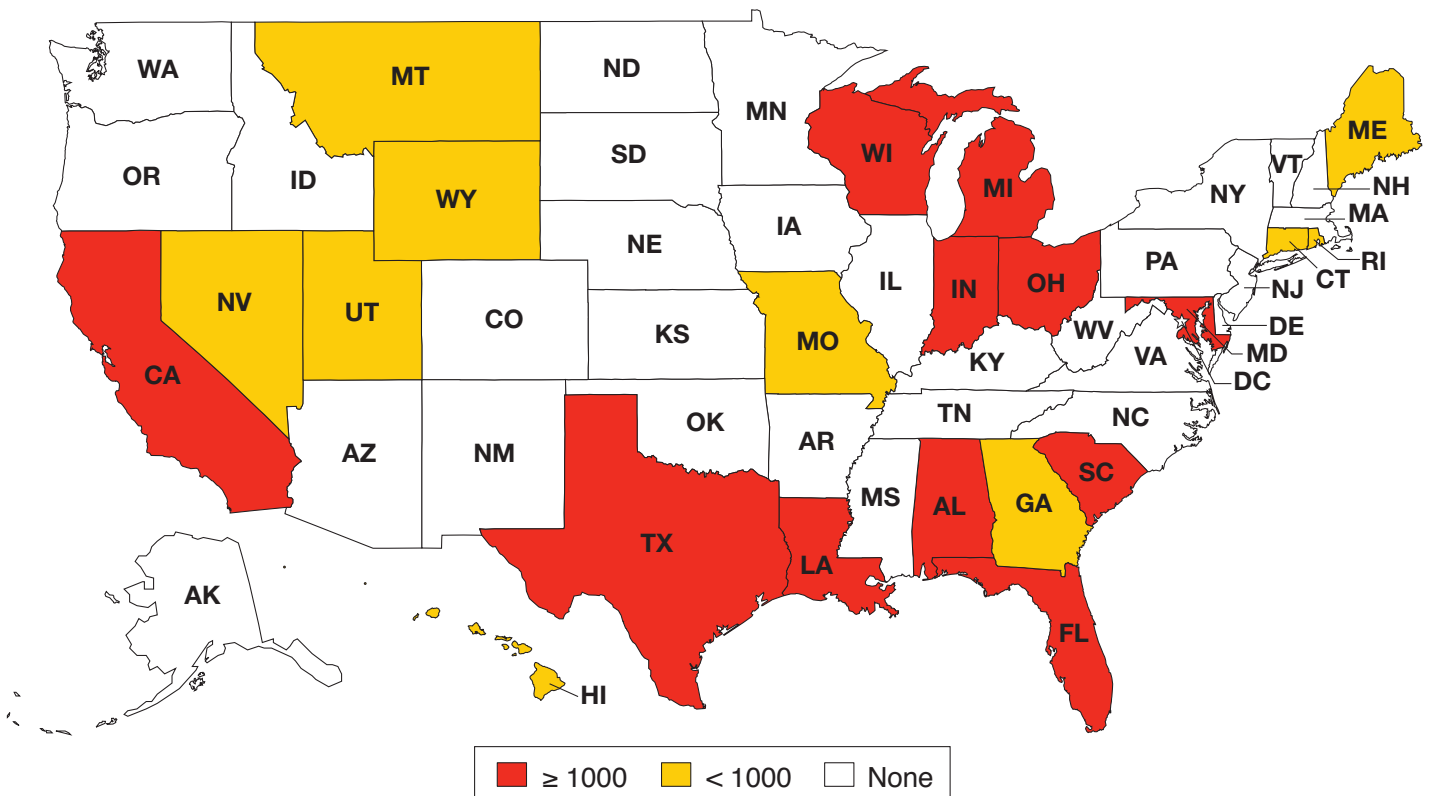 WA
MT
ND
MN
ME
OR
ID
SD
WI
MI
VT
NH
NY
MA
WY
IA
NE
PA
RI
CT
NV
UT
CO
IL
IN
OH
NJ
DE
MD
DC
KS
MO
WV
VA
KY
CA
AZ
NM
OK
AR
TN
NC
SC
MS
AL
GA
TX
LA
AK
FL
HI
≥ 1000 < 1000 None